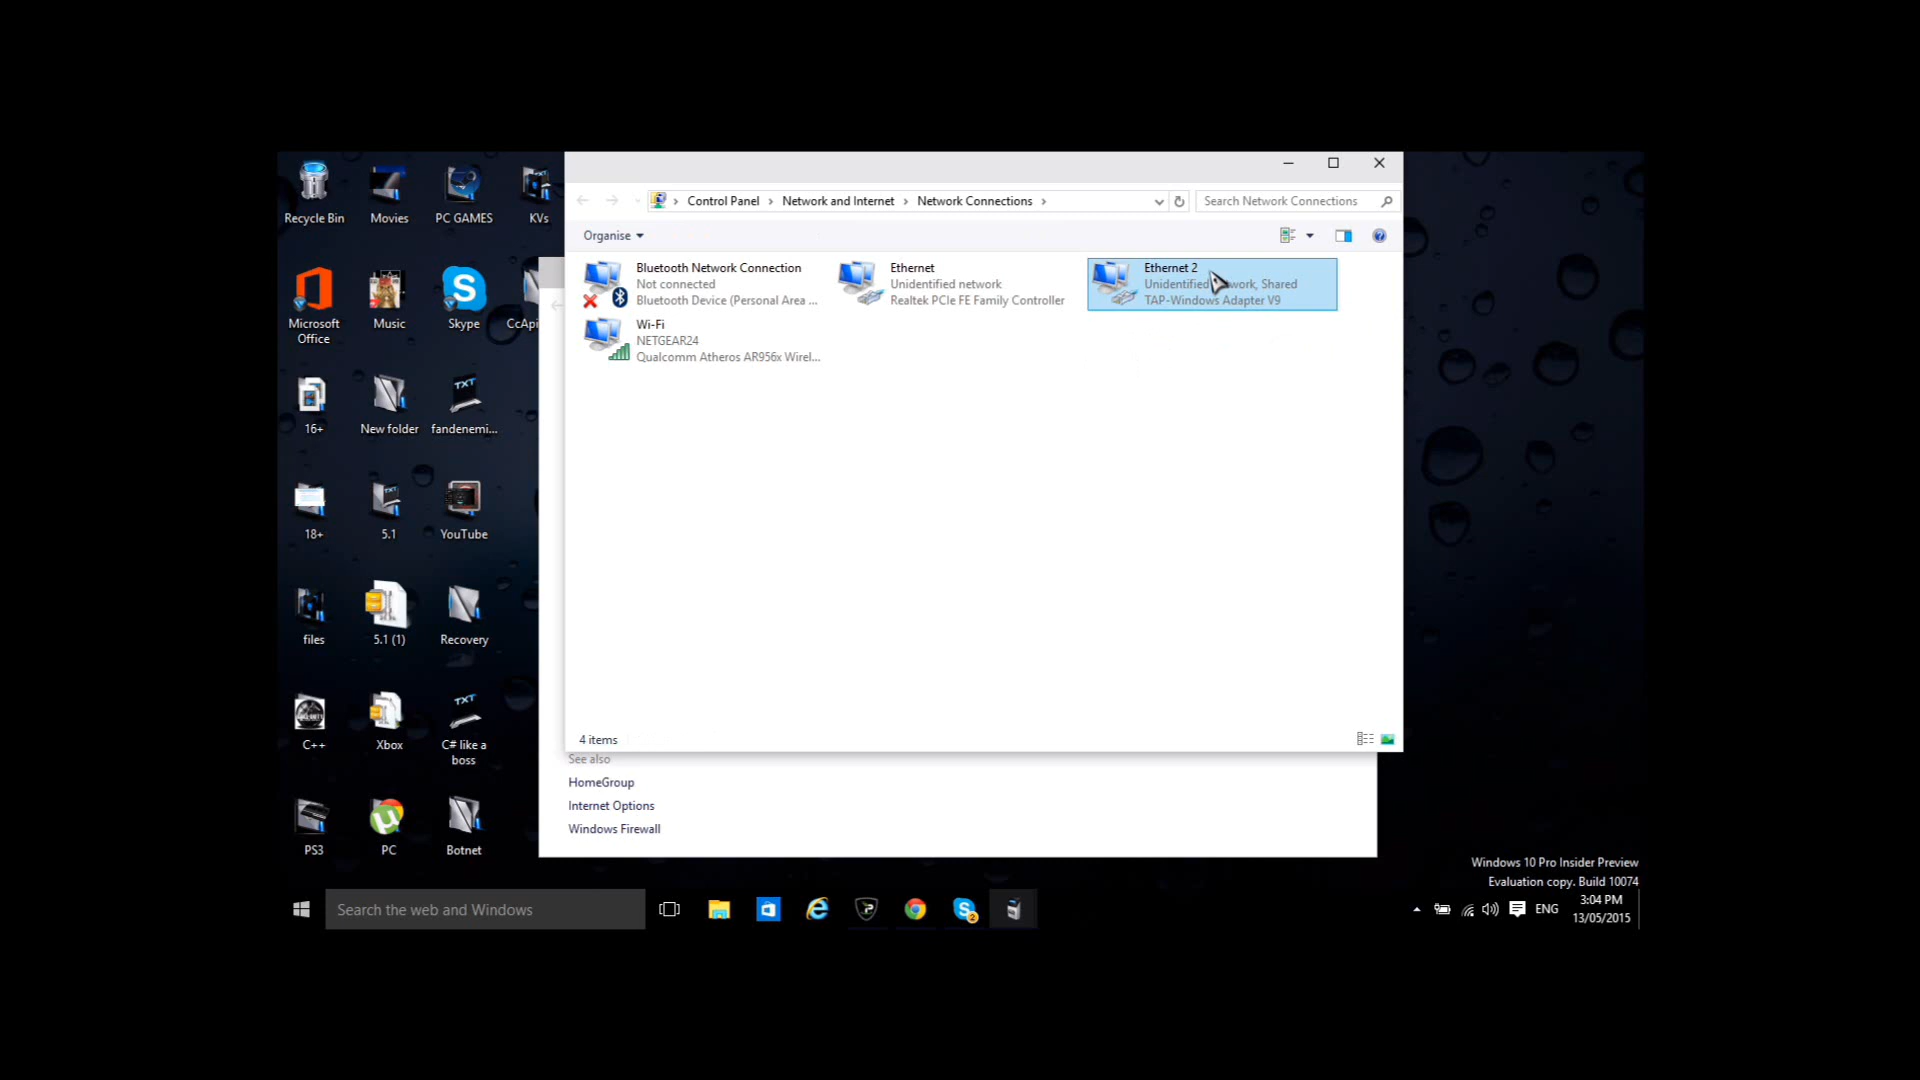 Recycle Bin
Movies
PC GAMES
KVs
Microsoft Office
Music
Skype
CcApi
16+
New folder
fandenemi...
18+
5.1
YouTube
files
5.1 (1)
Recovery
C++
Xbox
C# like a boss
PS3
PC
Botnet
Control Panel > Network and Internet > Network Connections >
Search Network Connections
Organise
Bluetooth Network Connection
Not connected
Bluetooth Device (Personal Area ...
Ethernet
Unidentified network
Realtek PCIe FE Family Controller
Ethernet 2
Unidentified network, Shared
TAP-Windows Adapter V9
Wi-Fi
NETGEAR24
Qualcomm Atheros AR956x Wirel...
4 items
See also
HomeGroup
Internet Options
Windows Firewall
Windows 10 Pro Insider Preview
Evaluation copy. Build 10074
Search the web and Windows
ENG
3:04 PM
13/05/2015